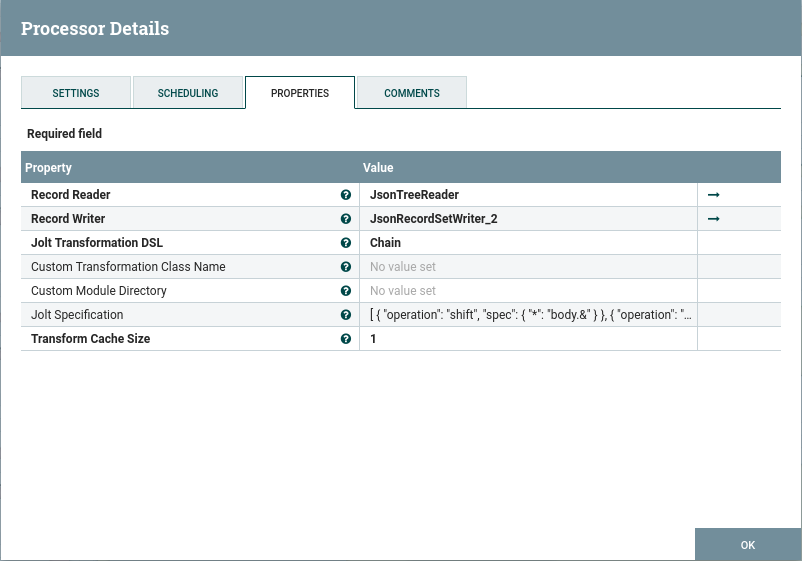 Processor Details
SETTINGS SCHEDULING PROPERTIES COMMENTS
Required field
Property Value
Record Reader ? JsonTreeReader →
Record Writer ? JsonRecordSetWriter_2 →
Jolt Transformation DSL ? Chain
Custom Transformation Class Name ? No value set
Custom Module Directory ? No value set
Jolt Specification ? [ { "operation": "shift", "spec": { "*": "body.&" } }, { "operation": "...
Transform Cache Size ? 1
OK